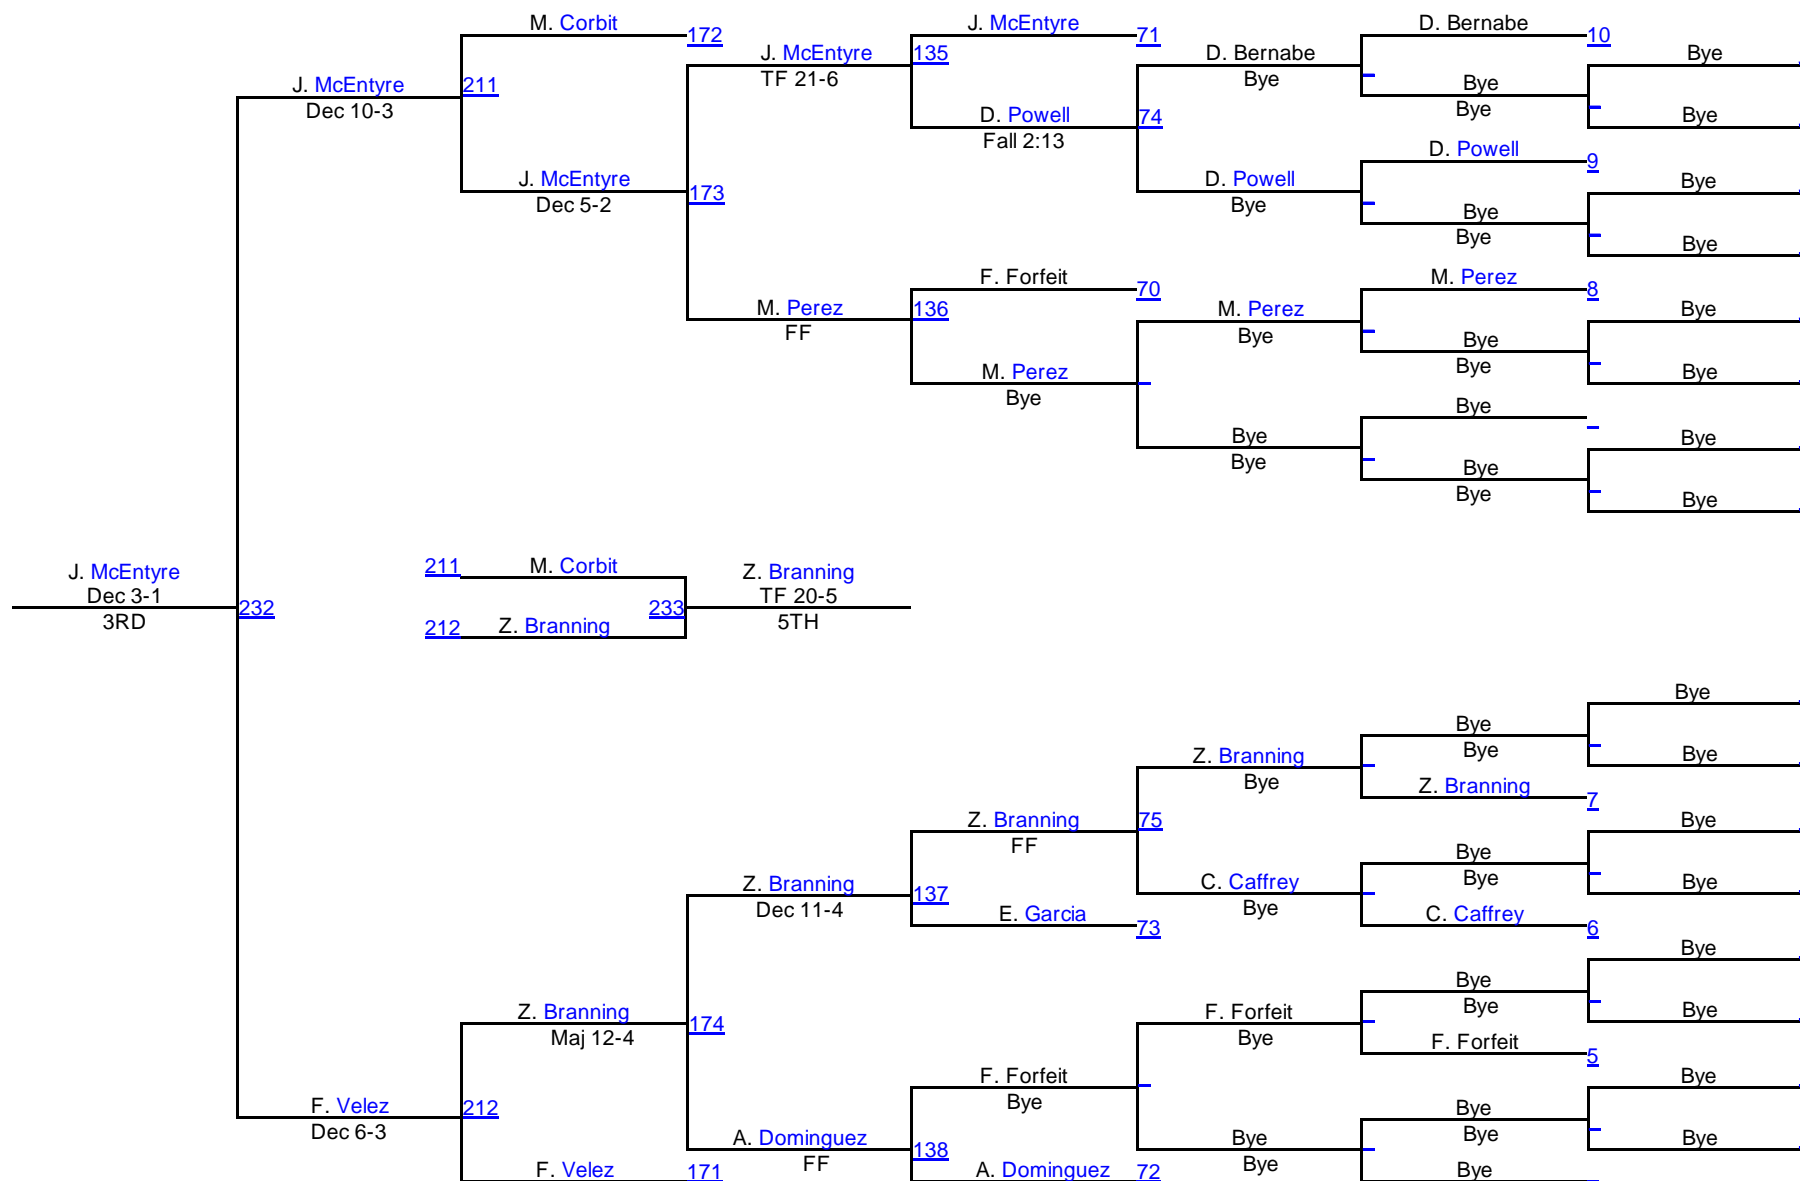 M. Corbit
172
J. McEntyre
71
D. Bernabe
10
J. McEntyre
TF 21-6
135
D. Bernabe
Bye
Bye
J. McEntyre
Dec 10-3
211
Bye
Bye
D. Powell
Fall 2:13
74
Bye
D. Powell
9
J. McEntyre
Dec 5-2
173
D. Powell
Bye
Bye
Bye
Bye
Bye
F. Forfeit
70
M. Perez
8
M. Perez
FF
136
M. Perez
Bye
Bye
Bye
Bye
M. Perez
Bye
Bye
Bye
Bye
Bye
Bye
Bye
Bye
Bye
J. McEntyre
Dec 3-1
3RD
232
211
M. Corbit
212
Z. Branning
233
Z. Branning
TF 20-5
5TH
Bye
Bye
Bye
Bye
Z. Branning
Bye
Z. Branning
7
Z. Branning
FF
75
Bye
Bye
Bye
Z. Branning
Dec 11-4
137
C. Caffrey
Bye
Bye
E. Garcia
73
C. Caffrey
6
Bye
Bye
Bye
Z. Branning
Maj 12-4
174
F. Forfeit
Bye
Bye
F. Forfeit
5
F. Forfeit
Bye
Bye
F. Velez
Dec 6-3
212
Bye
Bye
A. Dominguez
FF
138
Bye
Bye
Bye
F. Velez
171
A. Dominguez
72
Bye